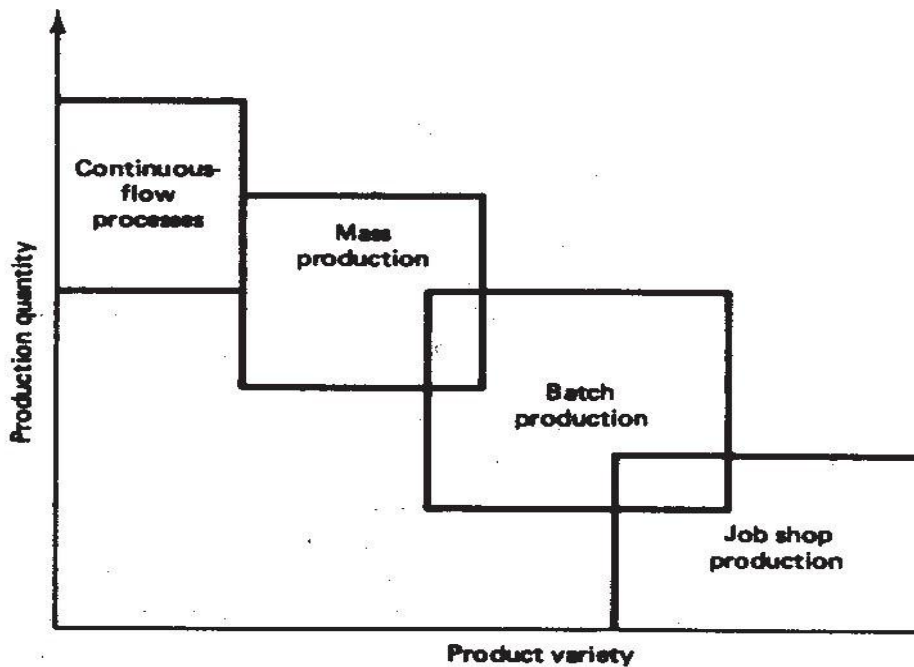 Continuous-
flow
processes
Mass
production
Production quantity
Batch
production
Job shop
production
Product variety